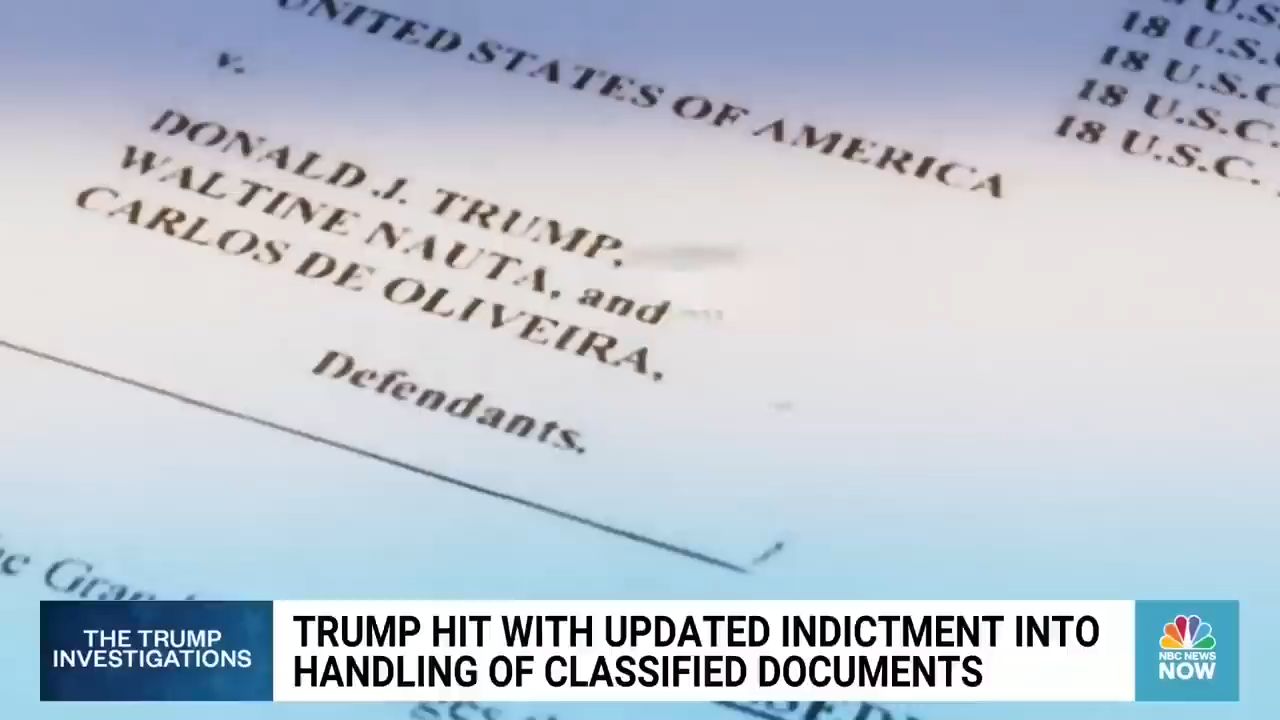 UNITED STATES OF AMERICA
v.
DONALD J. TRUMP,
WALTINE NAUTA, and
CARLOS DE OLIVEIRA,
Defendants.
U.S.
18 U.S.
18 U.S.C
18 U.S.C.
18 U.S.C.
THE TRUMP
INVESTIGATIONS
TRUMP HIT WITH UPDATED INDICTMENT INTO
HANDLING OF CLASSIFIED DOCUMENTS
NBC NEWS
NOW